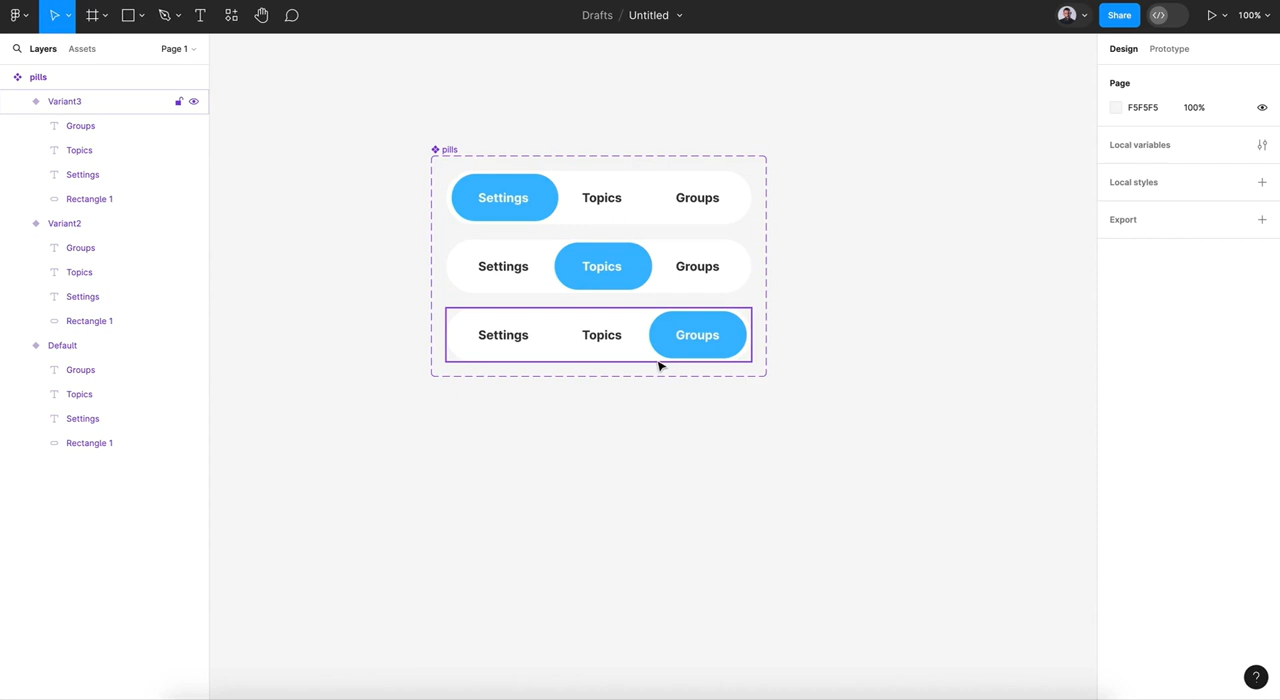 Drafts / Untitled
Share
100%
Layers Assets Page 1
pills
Variant3
Groups
Topics
Settings
Rectangle 1
Variant2
Groups
Topics
Settings
Rectangle 1
Default
Groups
Topics
Settings
Rectangle 1
pills
Settings Topics Groups
Settings Topics Groups
Settings Topics Groups
Design Prototype
Page
F5F5F5 100%
Local variables
Local styles
Export
?